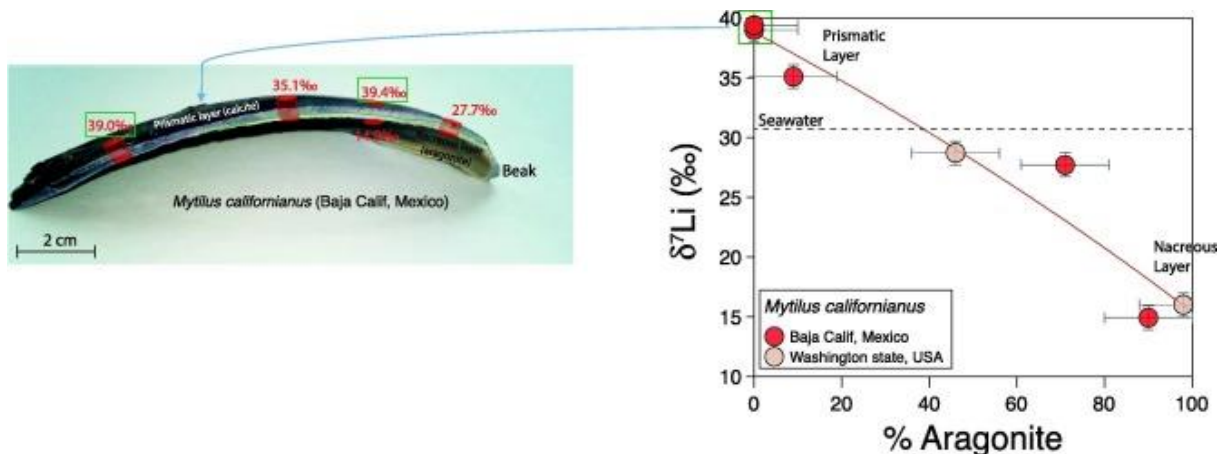 39.0‰
Prismatic layer (calcite)
35.1‰
39.4‰
27.7‰
(aragonite)
Beak
Mytilus californianus (Baja Calif, Mexico)
2 cm
40
35
30
25
20
15
10
δ⁷Li (‰)
Prismatic
Layer
Seawater
Nacreous
Layer
Mytilus californianus
Baja Calif, Mexico
Washington state, USA
0
20
40
60
80
100
% Aragonite